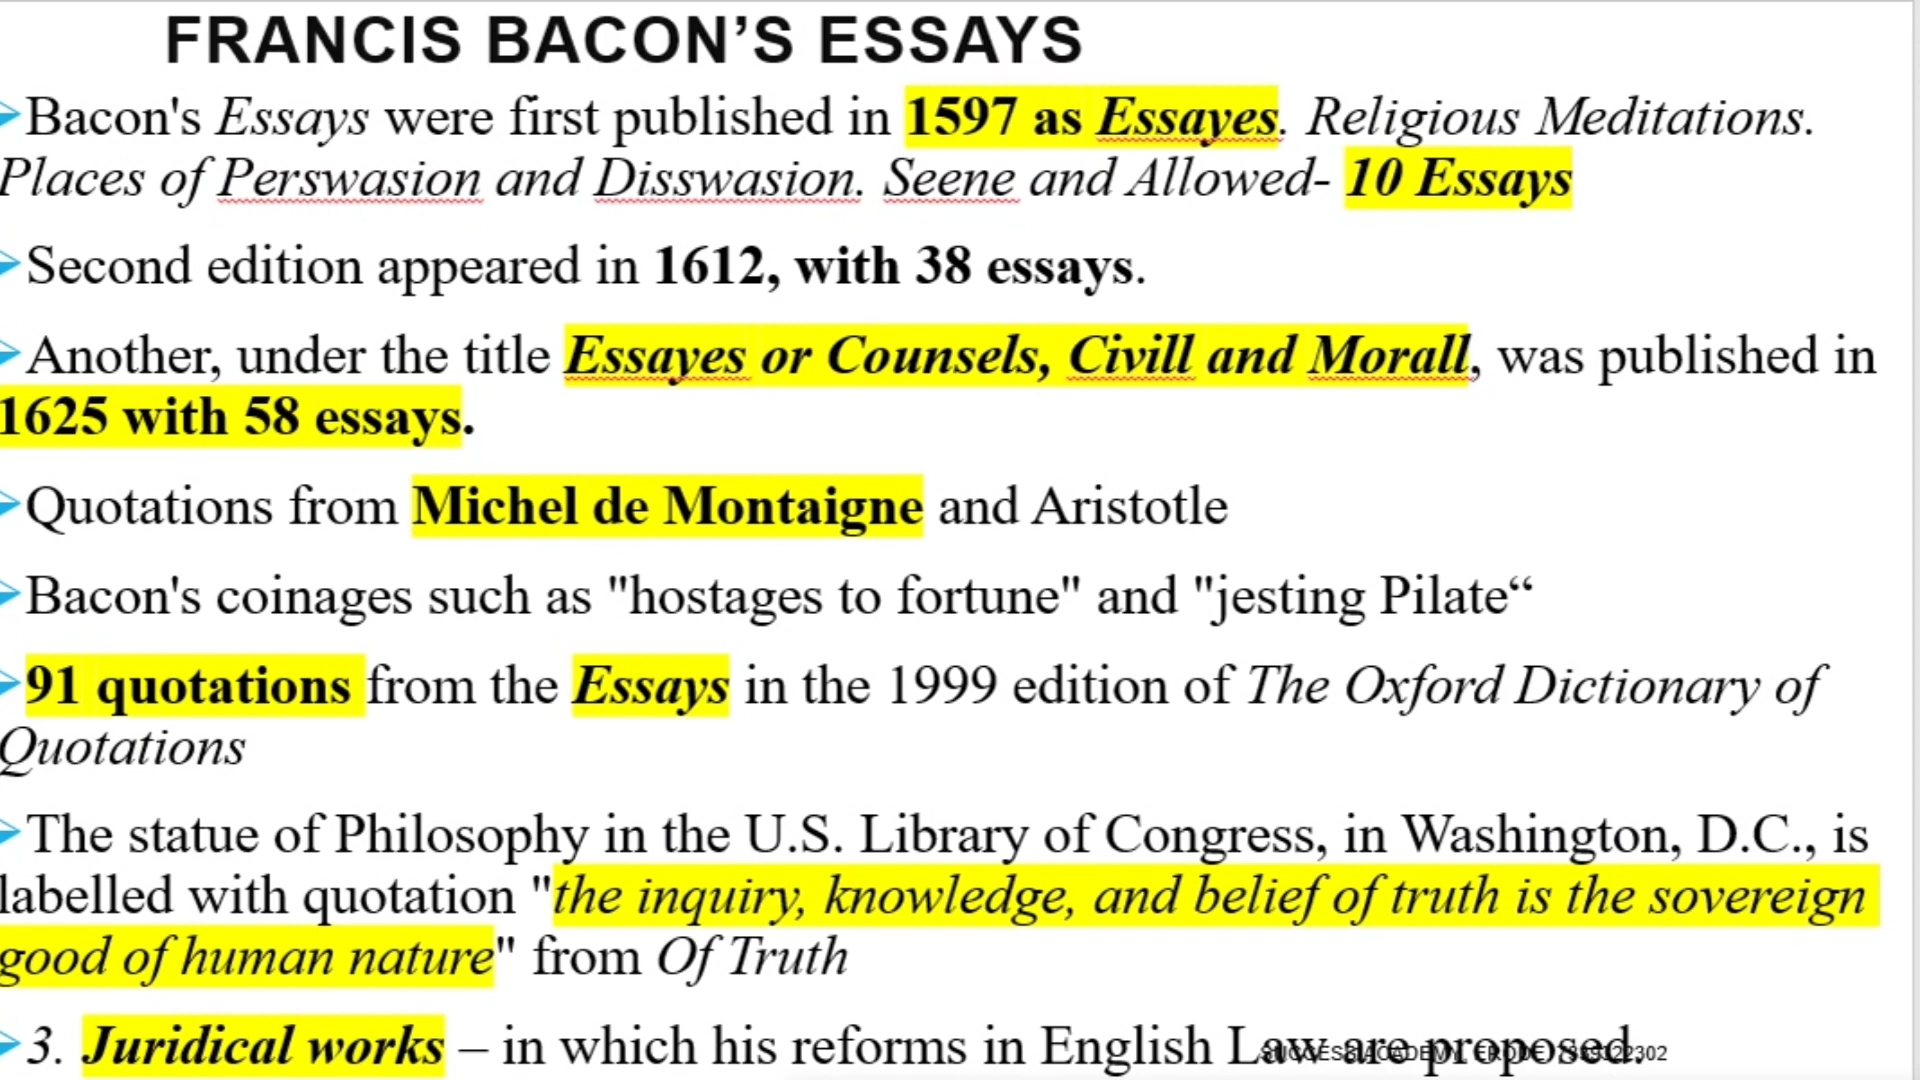 FRANCIS BACON’S ESSAYS
➢Bacon's Essays were first published in 1597 as Essayes. Religious Meditations.
Places of Perswasion and Disswasion. Seene and Allowed- 10 Essays
➢Second edition appeared in 1612, with 38 essays.
➢Another, under the title Essayes or Counsels, Civill and Morall, was published in
1625 with 58 essays.
➢Quotations from Michel de Montaigne and Aristotle
➢Bacon's coinages such as "hostages to fortune" and "jesting Pilate“
➢91 quotations from the Essays in the 1999 edition of The Oxford Dictionary of
Quotations
➢The statue of Philosophy in the U.S. Library of Congress, in Washington, D.C., is
labelled with quotation "the inquiry, knowledge, and belief of truth is the sovereign
good of human nature" from Of Truth
➢3. Juridical works – in which his reforms in English Law are proposed.
SUCCESS ACADEMY, ERODE